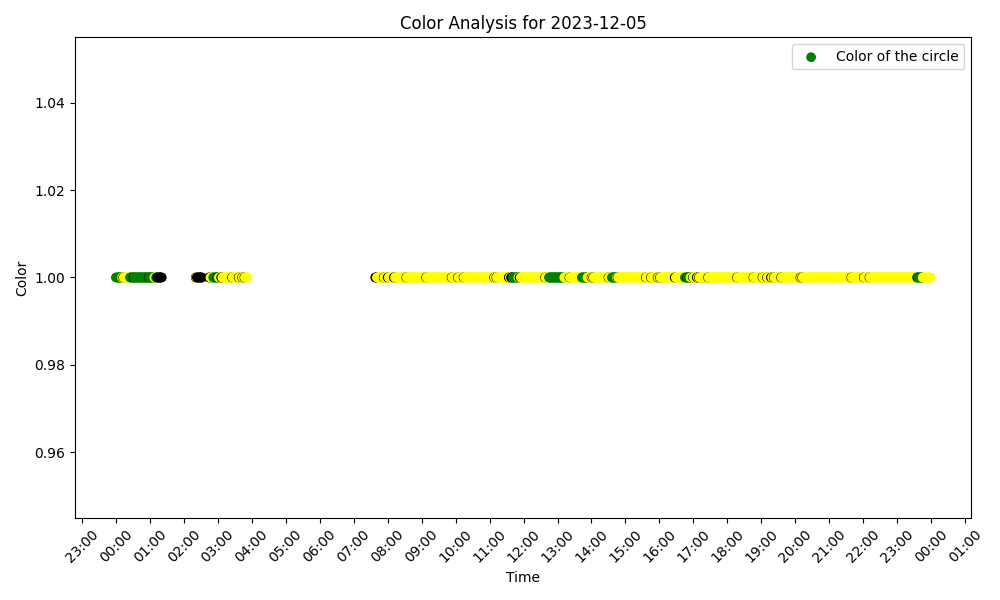 Color Analysis for 2023-12-05
Color of the circle
Color
1.04
1.02
1.00
0.98
0.96
23:00 00:00 01:00 02:00 03:00 04:00 05:00 06:00 07:00 08:00 09:00 10:00 11:00 12:00 13:00 14:00 15:00 16:00 17:00 18:00 19:00 20:00 21:00 22:00 23:00 00:00 01:00
Time